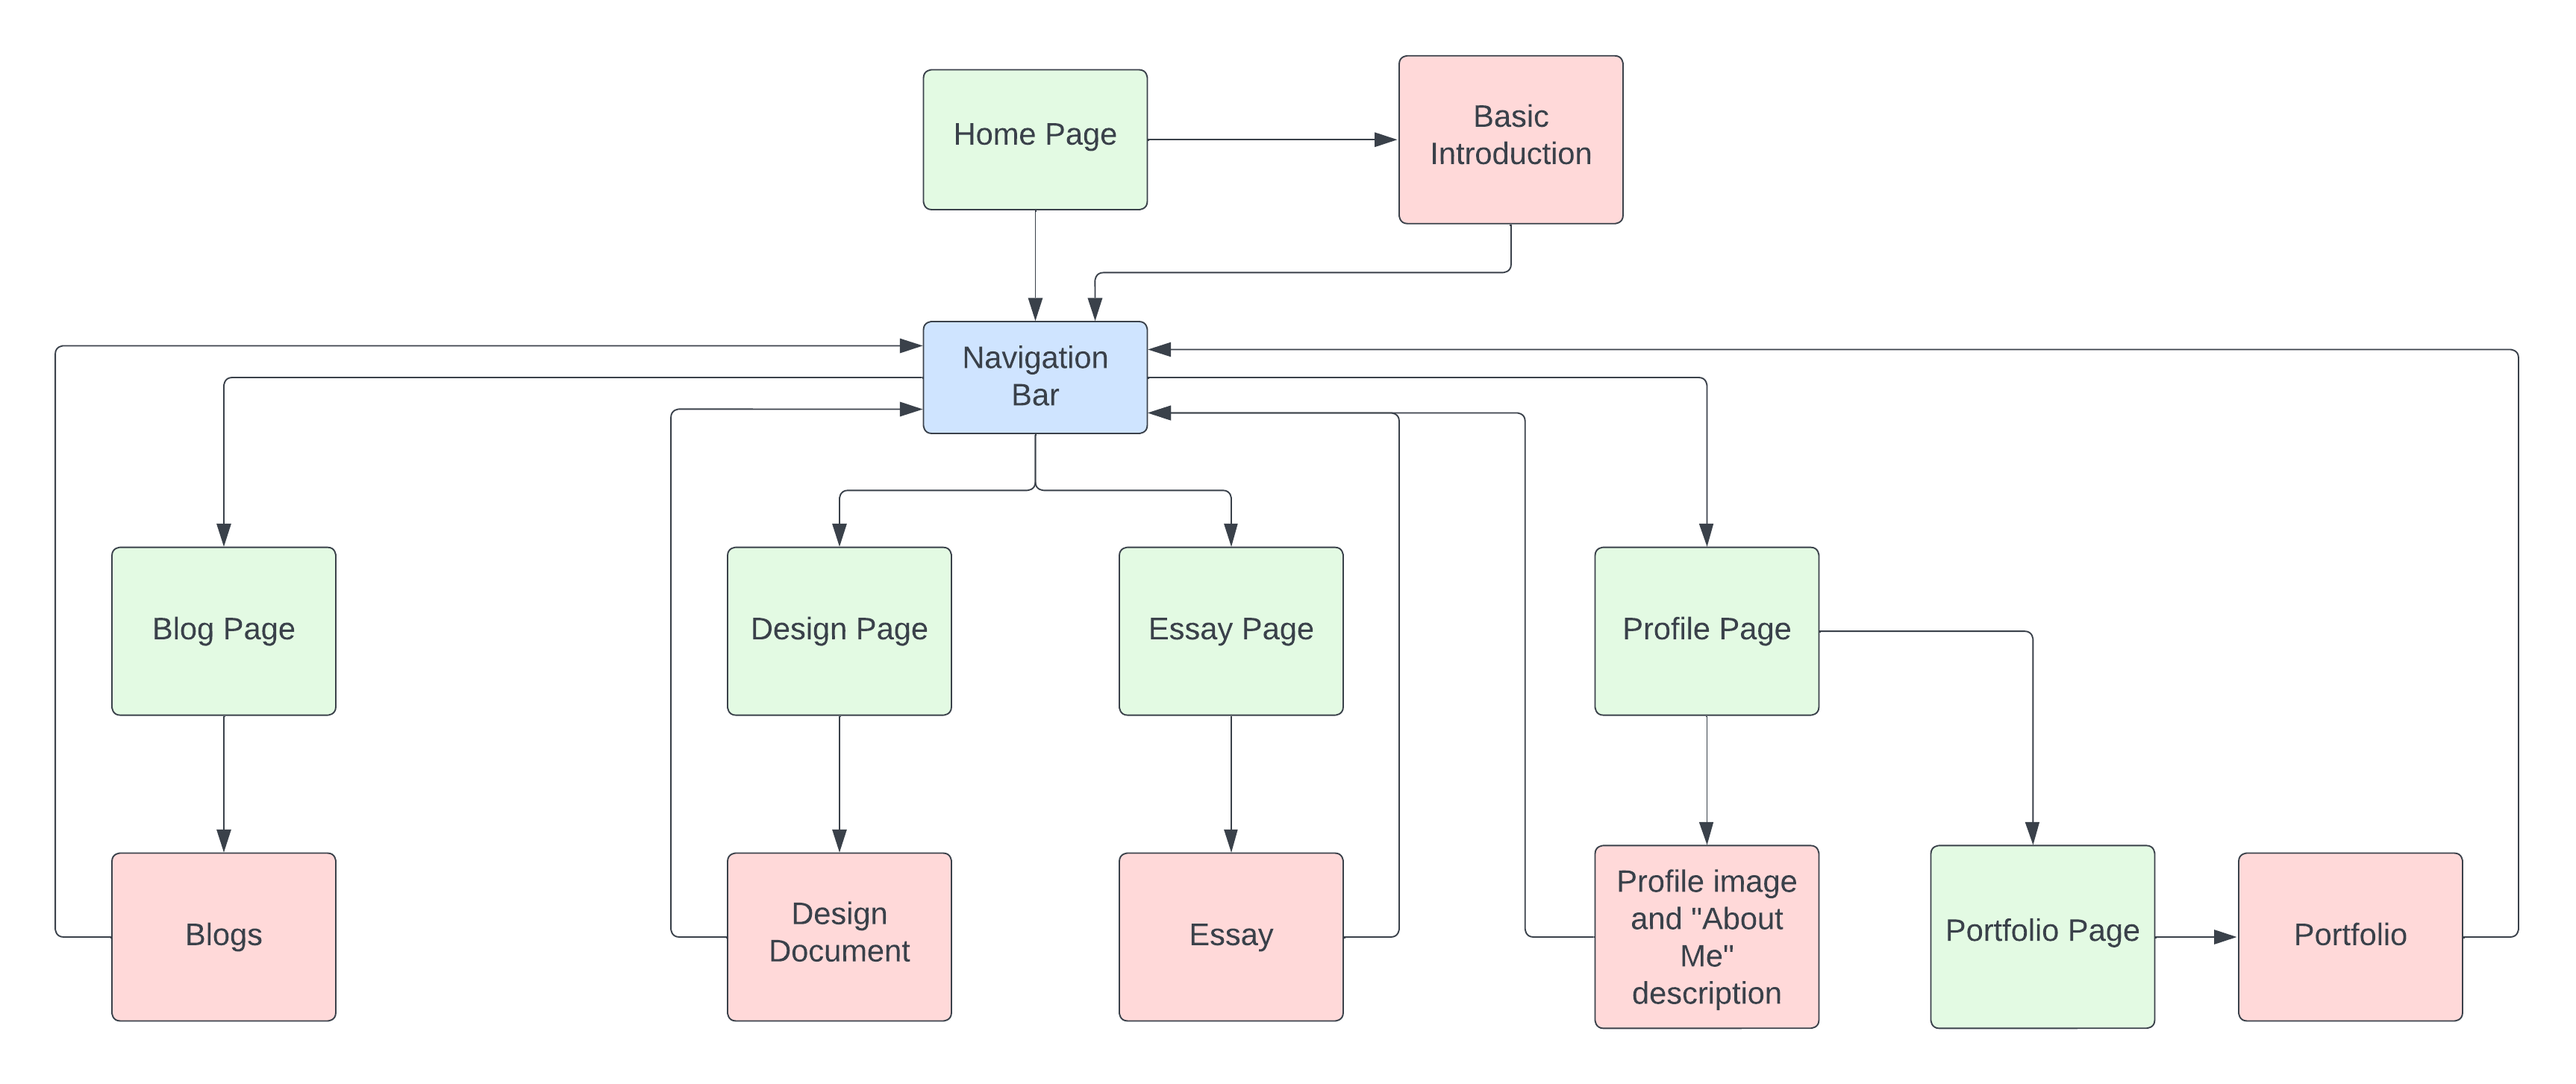 Home Page
Basic
Introduction
Navigation
Bar
Blog Page
Design Page
Essay Page
Profile Page
Blogs
Design
Document
Essay
Profile image
and "About
Me"
description
Portfolio Page
Portfolio